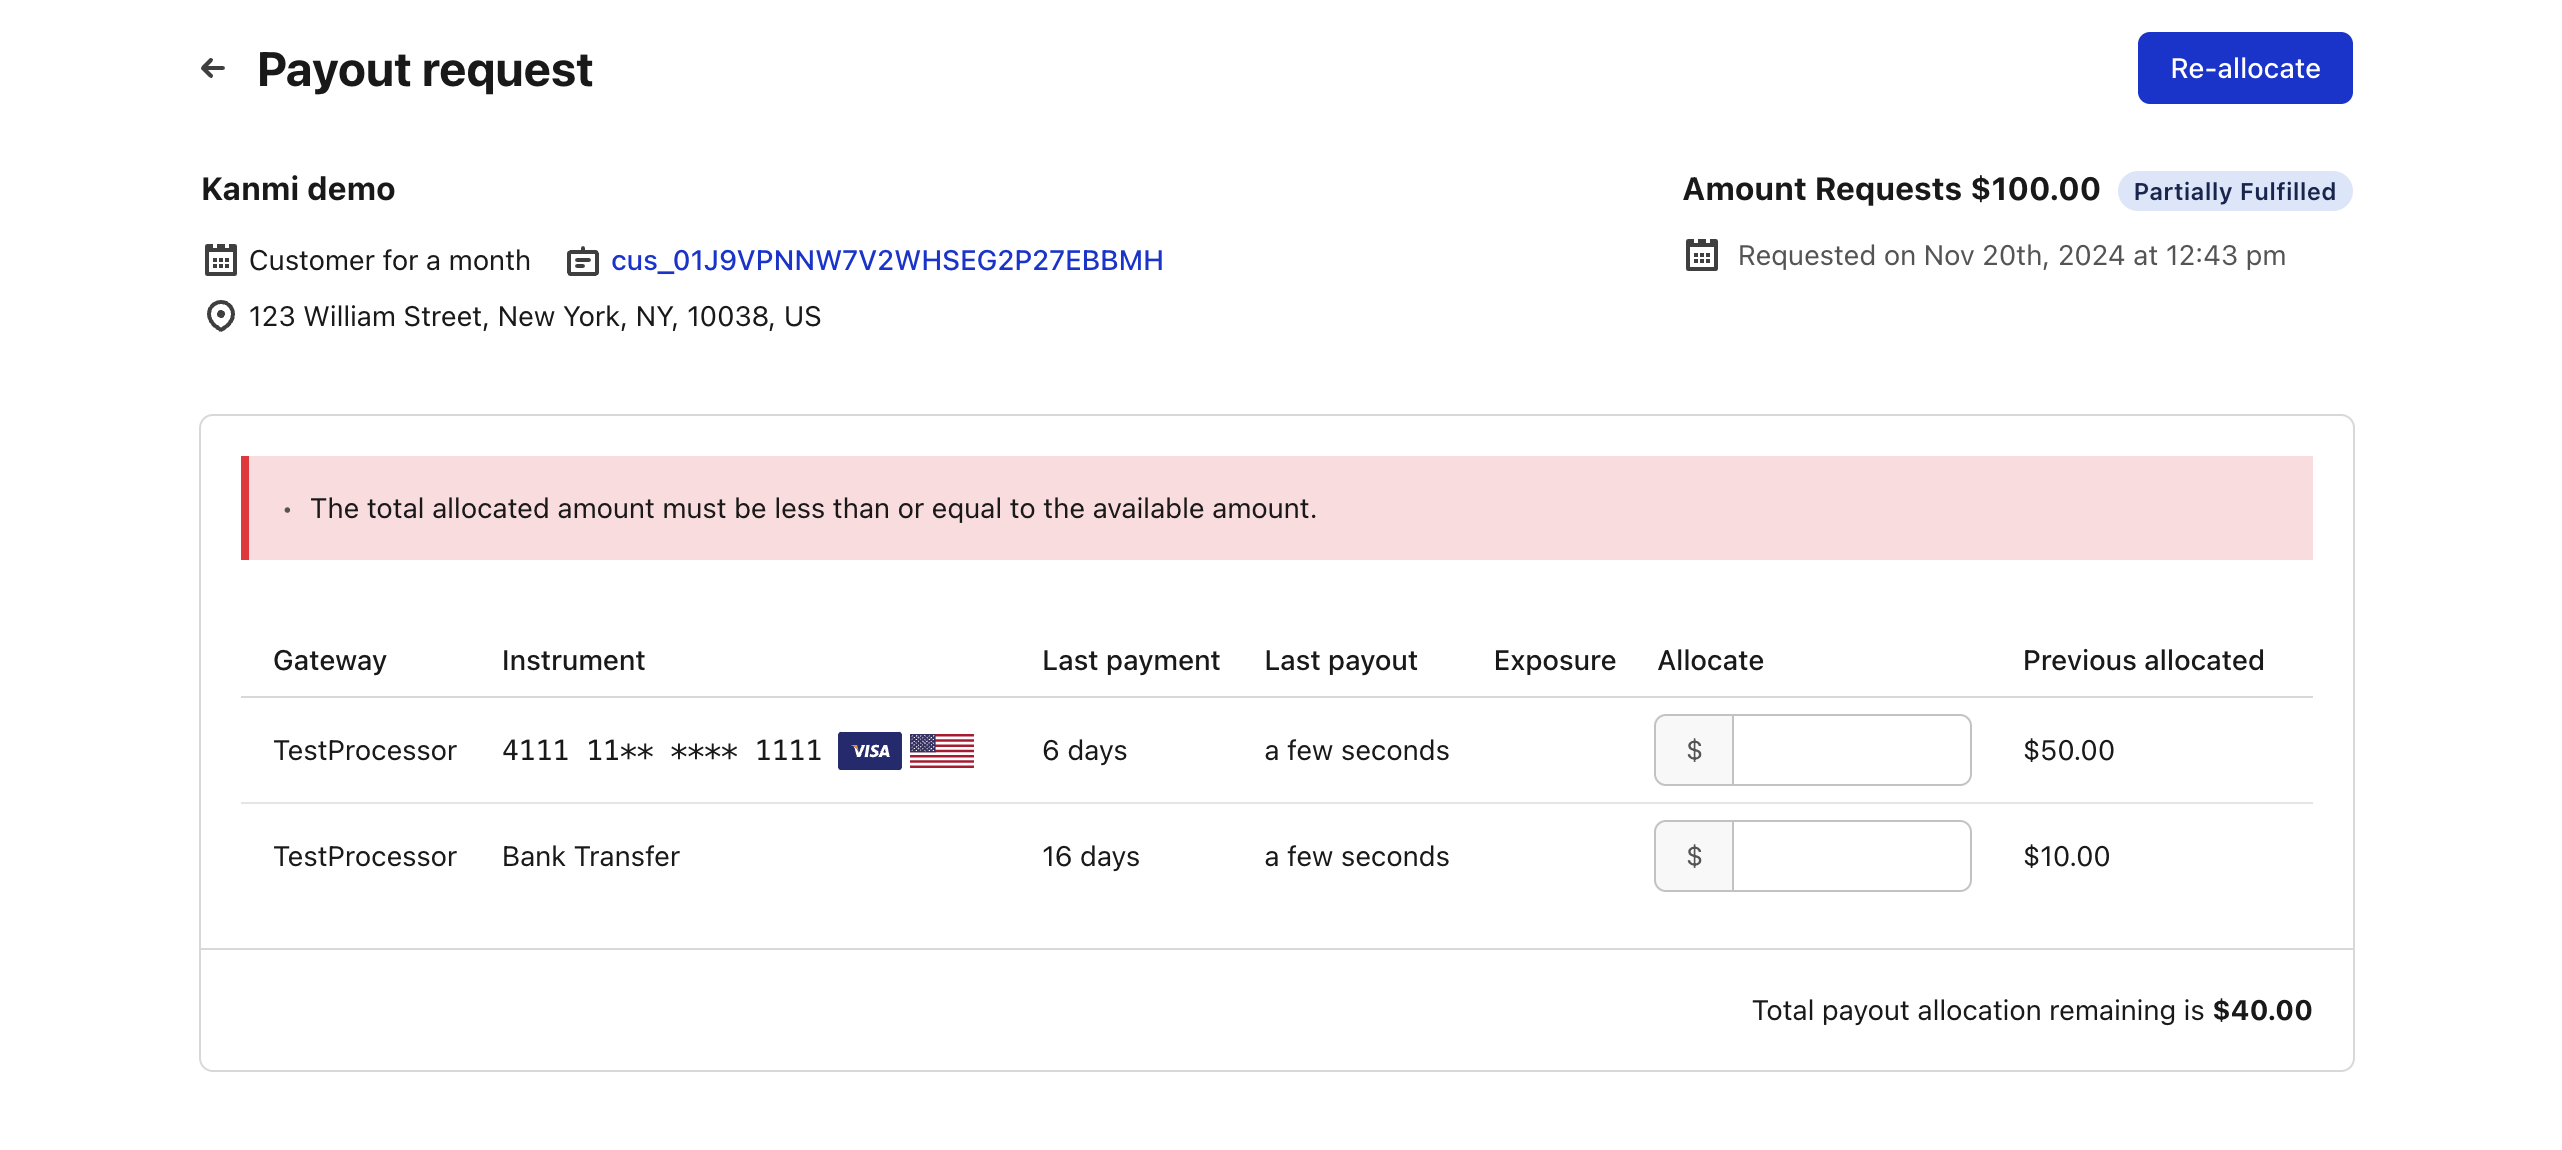 Payout request
Re-allocate
Kanmi demo
Amount Requests $100.00 Partially Fulfilled
Customer for a month cus_01J9VPNNW7V2WHSEG2P27EBBMH
Requested on Nov 20th, 2024 at 12:43 pm
123 William Street, New York, NY, 10038, US
• The total allocated amount must be less than or equal to the available amount.
Gateway Instrument Last payment Last payout Exposure Allocate Previous allocated
TestProcessor 4111 11** **** 1111 VISA 6 days a few seconds $ $50.00
TestProcessor Bank Transfer 16 days a few seconds $ $10.00
Total payout allocation remaining is $40.00